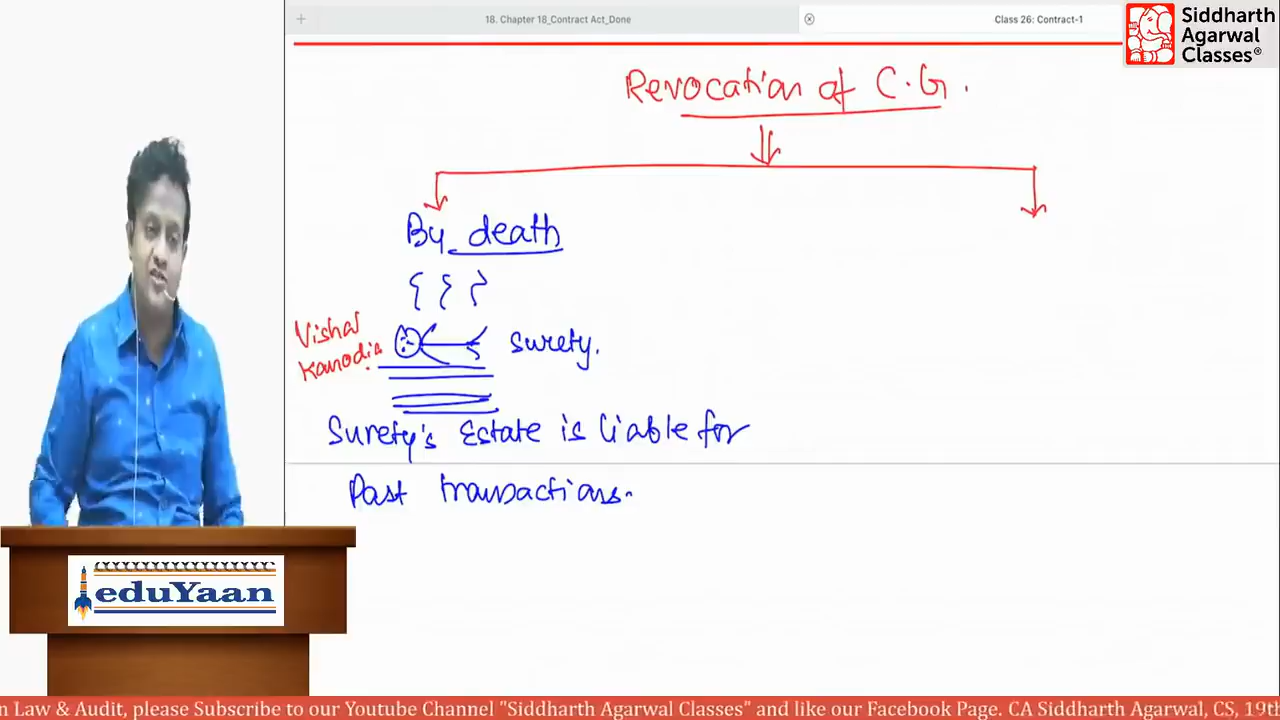 18. Chapter 18_Contract Act_Done
Class 26: Contract-1
Siddharth
Agarwal
Classes®
Revocation of C.G.
By death
Vishal
Kanodia
surety.
Surety's Estate is liable for
Past transactions.
eduYaan
n Law & Audit, please Subscribe to our Youtube Channel "Siddharth Agarwal Classes" and like our Facebook Page. CA Siddharth Agarwal, CS, 19th